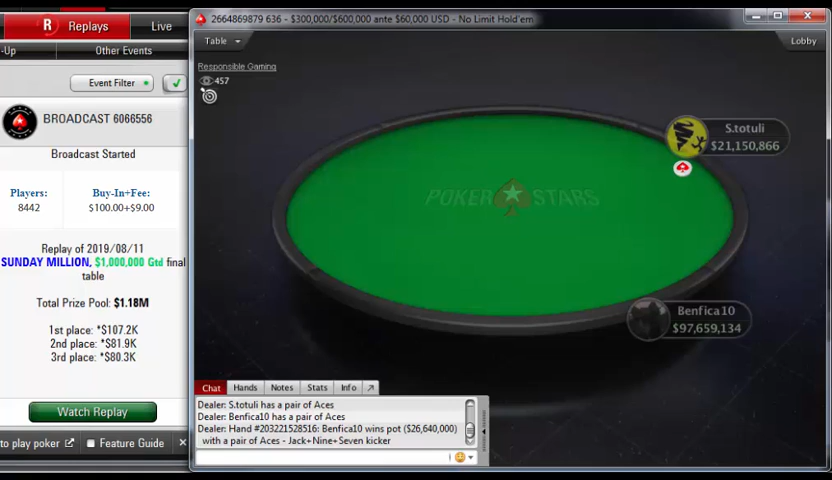 2664869879 636 - $300,000/$600,000 ante $60,000 USD - No Limit Hold'em
R Replays
Live
-Up
Other Events
Event Filter
BROADCAST 6066556
Broadcast Started
Players:
Buy-In+Fee:
8442
$100.00+$9.00
Replay of 2019/08/11
SUNDAY MILLION, $1,000,000 Gtd final
table
Total Prize Pool: $1.18M
1st place: *$107.2K
2nd place: *$81.9K
3rd place: *$80.3K
Watch Replay
to play poker
Feature Guide
Table
Lobby
Responsible Gaming
457
S.totuli
$21,150,866
POKER STARS
Benfica10
$97,659,134
Chat
Hands
Notes
Stats
Info
Dealer: S.totuli has a pair of Aces
Dealer: Benfica10 has a pair of Aces
Dealer: Hand #203221528516: Benfica10 wins pot ($26,640,000)
with a pair of Aces - Jack+Nine+Seven kicker